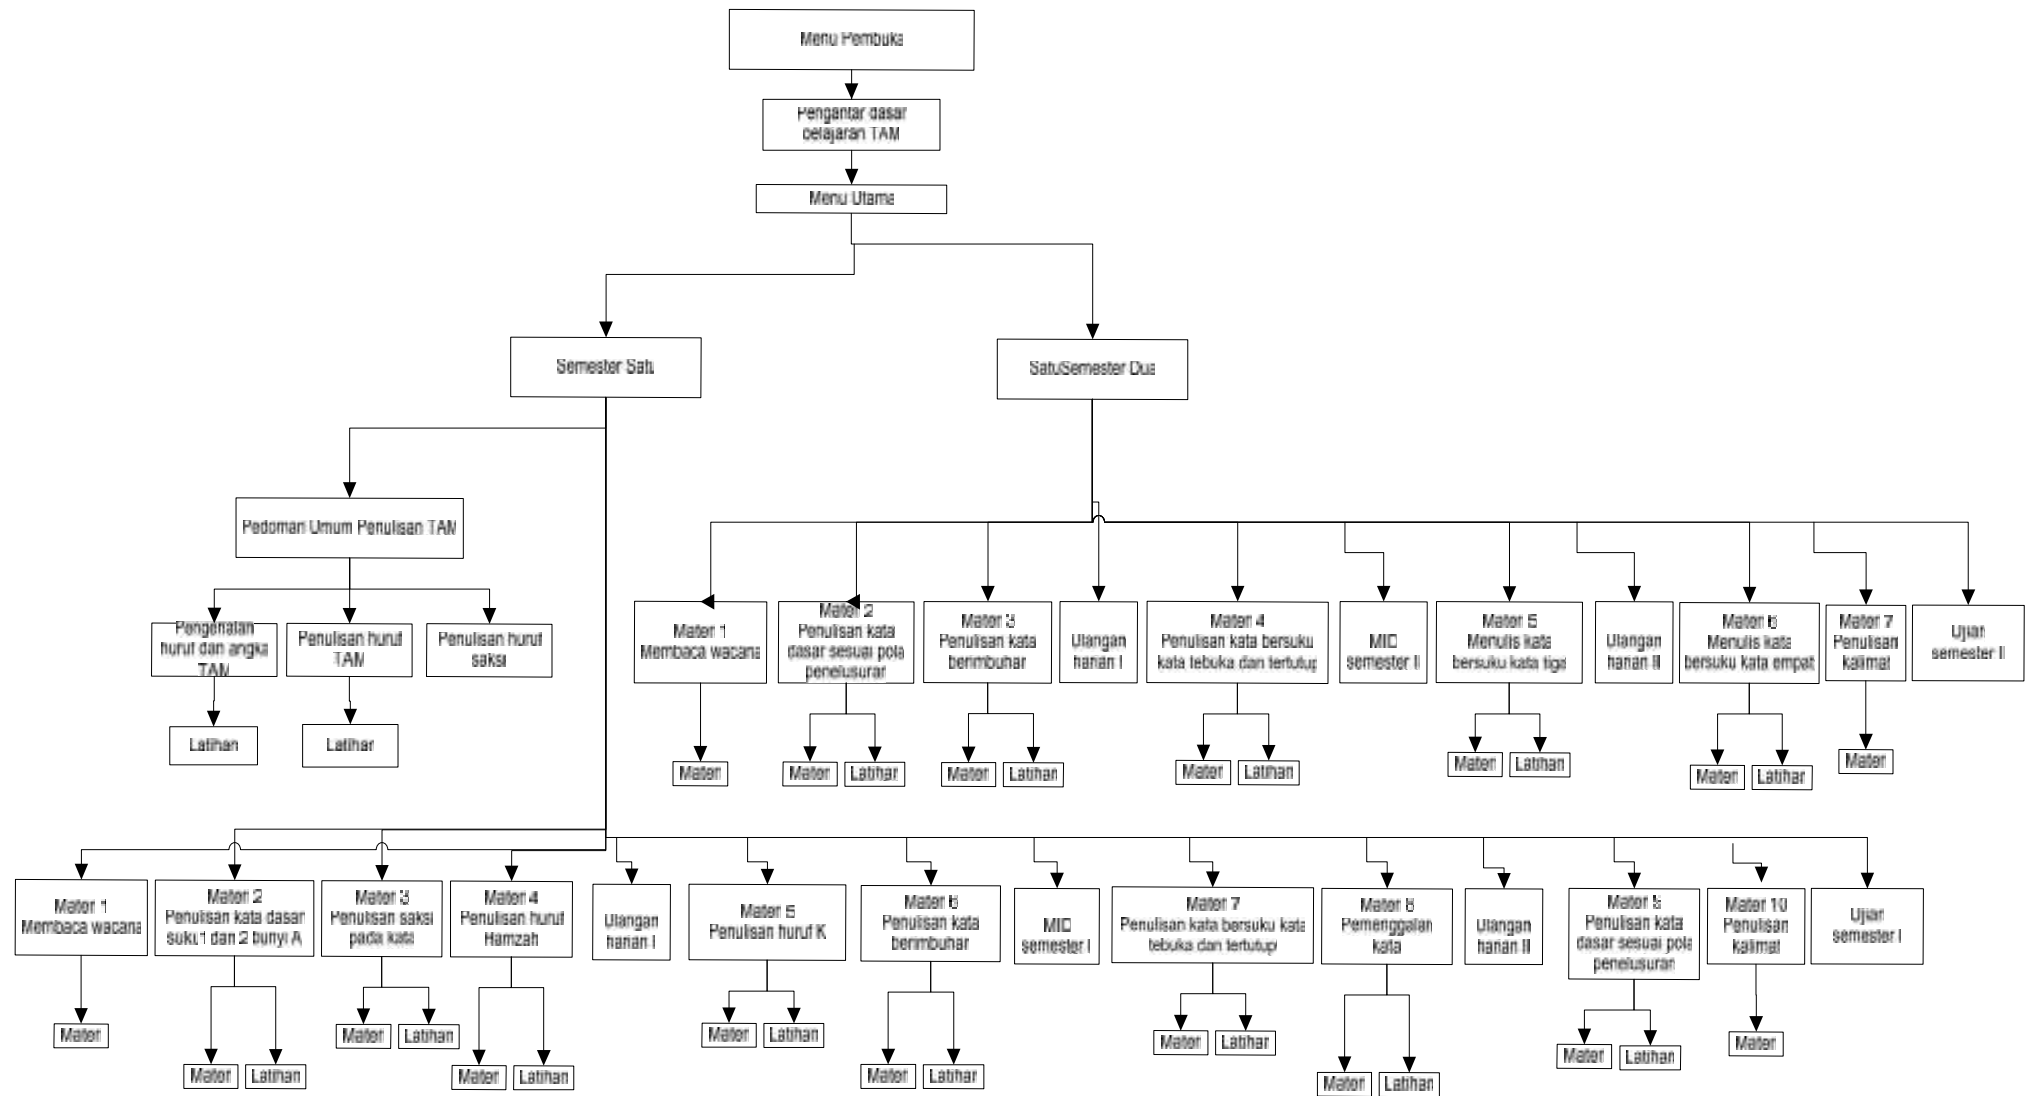 Menu Pembuka
Pengantar dasar
pelajaran TAM
Menu Utama
Semester Satu
SatuSemester Dua
Pedoman Umum Penulisan TAM
Pengenalan
huruf dan angka
TAM
Penulisan huruf
TAM
Penulisan huruf
saksi
Latihan
Latihan
Materi 1
Membaca wacana
Materi 2
Penulisan kata
dasar sesuai pola
penelusuran
Materi 3
Penulisan kata
berimbuhan
Ulangan
harian I
Materi 4
Penulisan kata bersuku
kata tebuka dan tertutup
MID
semester II
Materi 5
Menulis kata
bersuku kata tiga
Ulangan
harian II
Materi 6
Menulis kata
bersuku kata empat
Materi 7
Penulisan
kalimat
Ujian
semester II
Materi
Materi
Latihan
Materi
Latihan
Materi
Latihan
Materi
Latihan
Materi
Latihan
Materi
Materi 1
Membaca wacana
Materi 2
Penulisan kata dasar
suku1 dan 2 bunyi A
Materi 3
Penulisan saksi
pada kata
Materi 4
Penulisan huruf
Hamzah
Ulangan
harian I
Materi 5
Penulisan huruf K
Materi 6
Penulisan kata
berimbuhan
MID
semester I
Materi 7
Penulisan kata bersuku kata
tebuka dan tertutup
Materi 8
Pemenggalan
kata
Ulangan
harian II
Materi 9
Penulisan kata
dasar sesuai pola
penelusuran
Materi 10
Penulisan
kalimat
Ujian
semester I
Materi
Materi
Latihan
Materi
Latihan
Materi
Latihan
Materi
Latihan
Materi
Latihan
Materi
Latihan
Materi
Latihan
Materi
Latihan
Materi